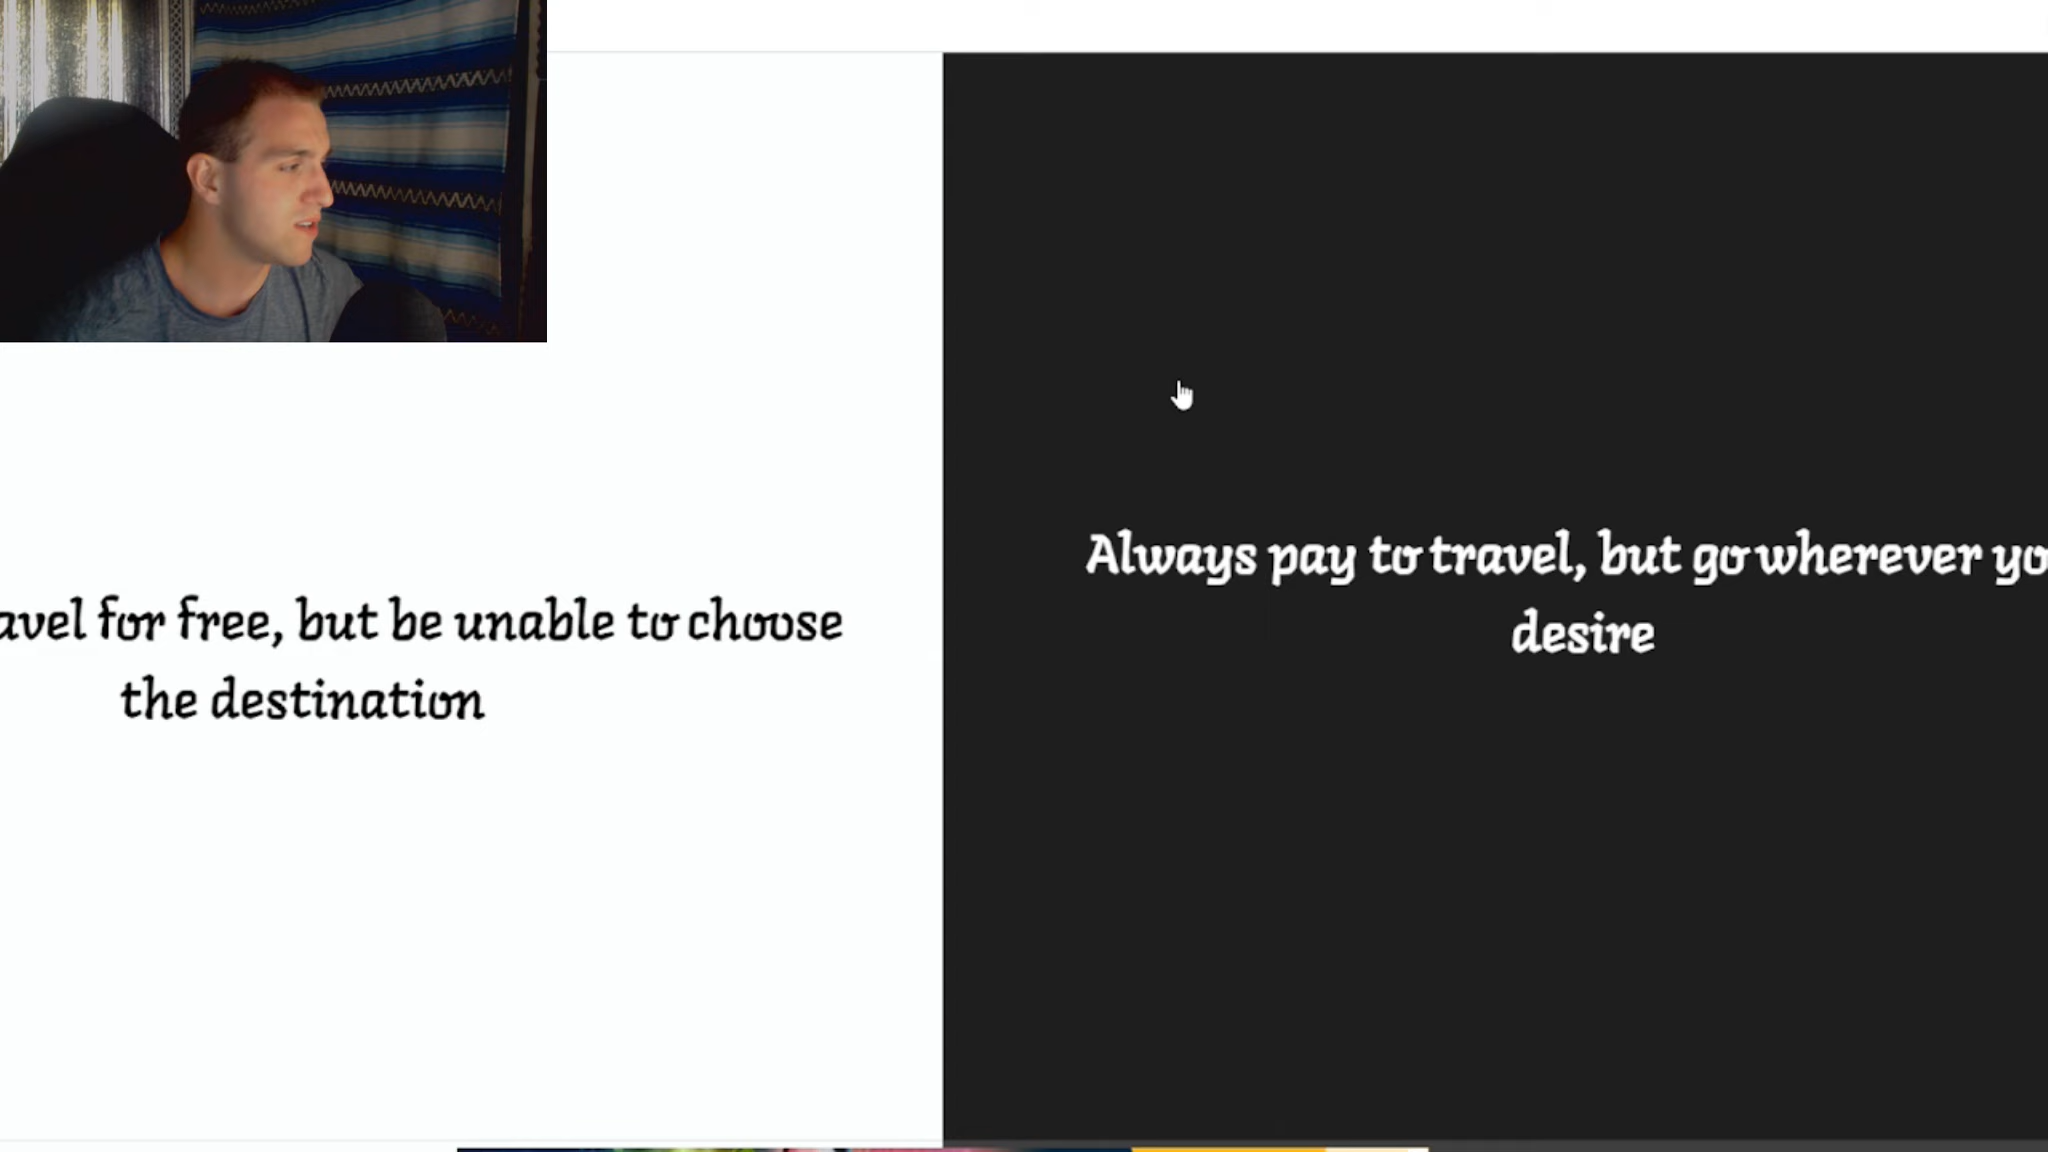 avel for free, but be unable to choose
the destination
Always pay to travel, but go wherever yo
desire